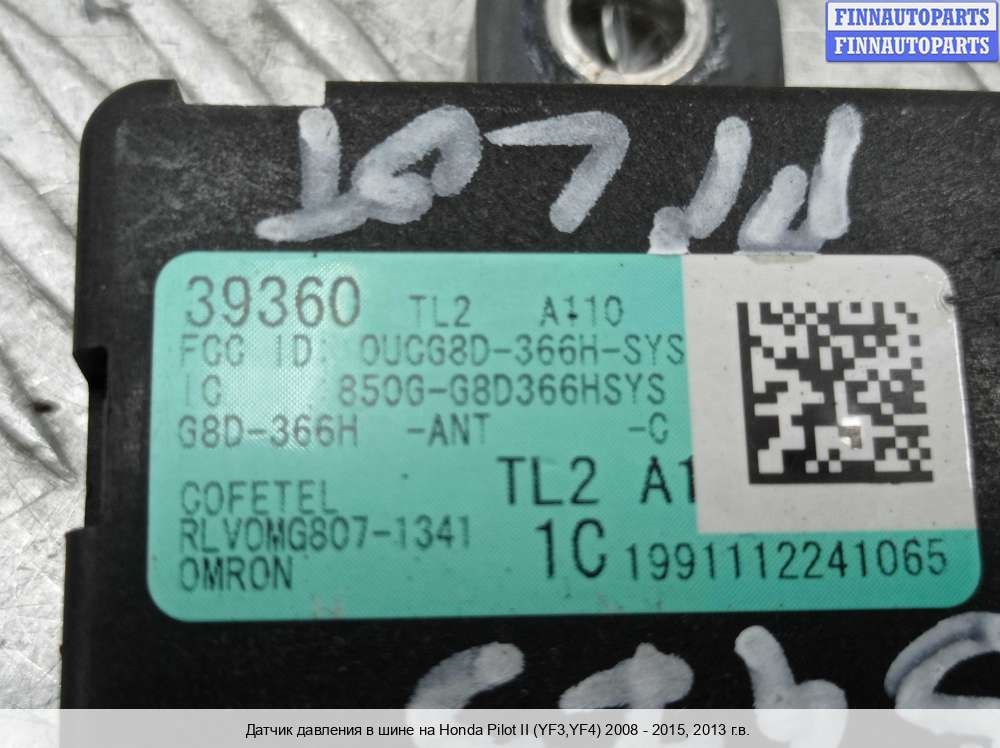 FINNAUTOPARTS
FINNAUTOPARTS
PILOT
39360 TL2 A110
FCC ID: OUCG8D-366H-SYS
IC :850G-G8D366HSYS
G8D-366H -ANT -C
COFETEL
RLVOMG807-1341
OMRON
TL2 A1
1C 1991112241065
Датчик давления в шине на Honda Pilot II (YF3,YF4) 2008 - 2015, 2013 г.в.